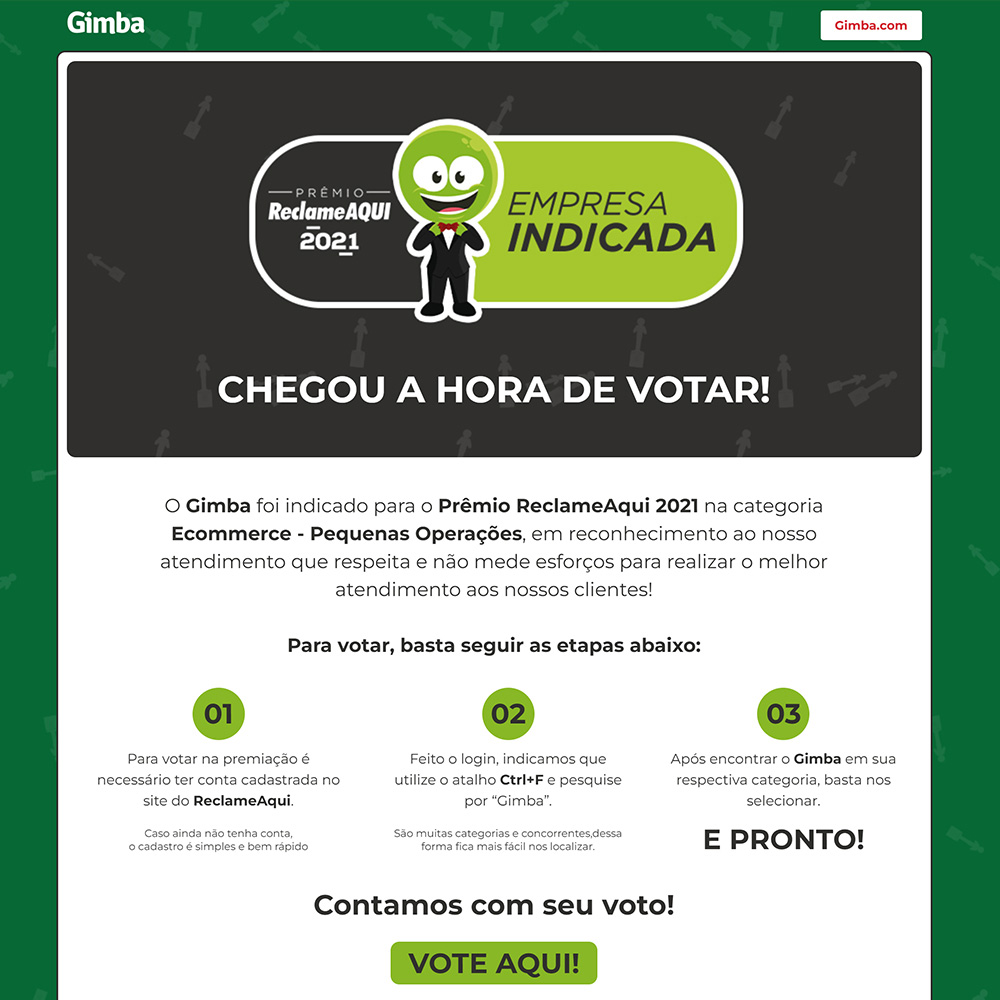 Gimba
Gimba.com
PRÊMIO
ReclameAQUI
2021
EMPRESA
INDICADA
CHEGOU A HORA DE VOTAR!
O Gimba foi indicado para o Prêmio ReclameAqui 2021 na categoria
Ecommerce - Pequenas Operações, em reconhecimento ao nosso
atendimento que respeita e não mede esforços para realizar o melhor
atendimento aos nossos clientes!
Para votar, basta seguir as etapas abaixo:
01
Para votar na premiação é
necessário ter conta cadastrada no
site do ReclameAqui.
Caso ainda não tenha conta,
o cadastro é simples e bem rápido
02
Feito o login, indicamos que
utilize o atalho Ctrl+F e pesquise
por “Gimba”.
São muitas categorias e concorrentes,dessa
forma fica mais fácil nos localizar.
03
Após encontrar o Gimba em sua
respectiva categoria, basta nos
selecionar.
E PRONTO!
Contamos com seu voto!
VOTE AQUI!